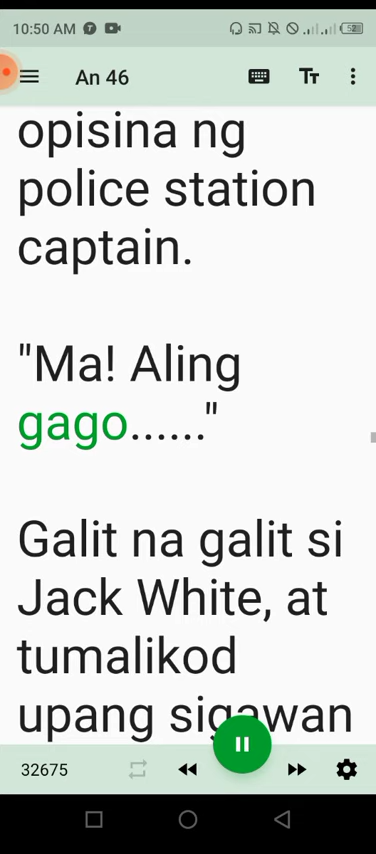 10:50 AM
52
An 46
opisina ng
police station
captain.
"Ma! Aling
gago......"
Galit na galit si
Jack White, at
tumalikod
upang sigawan
32675